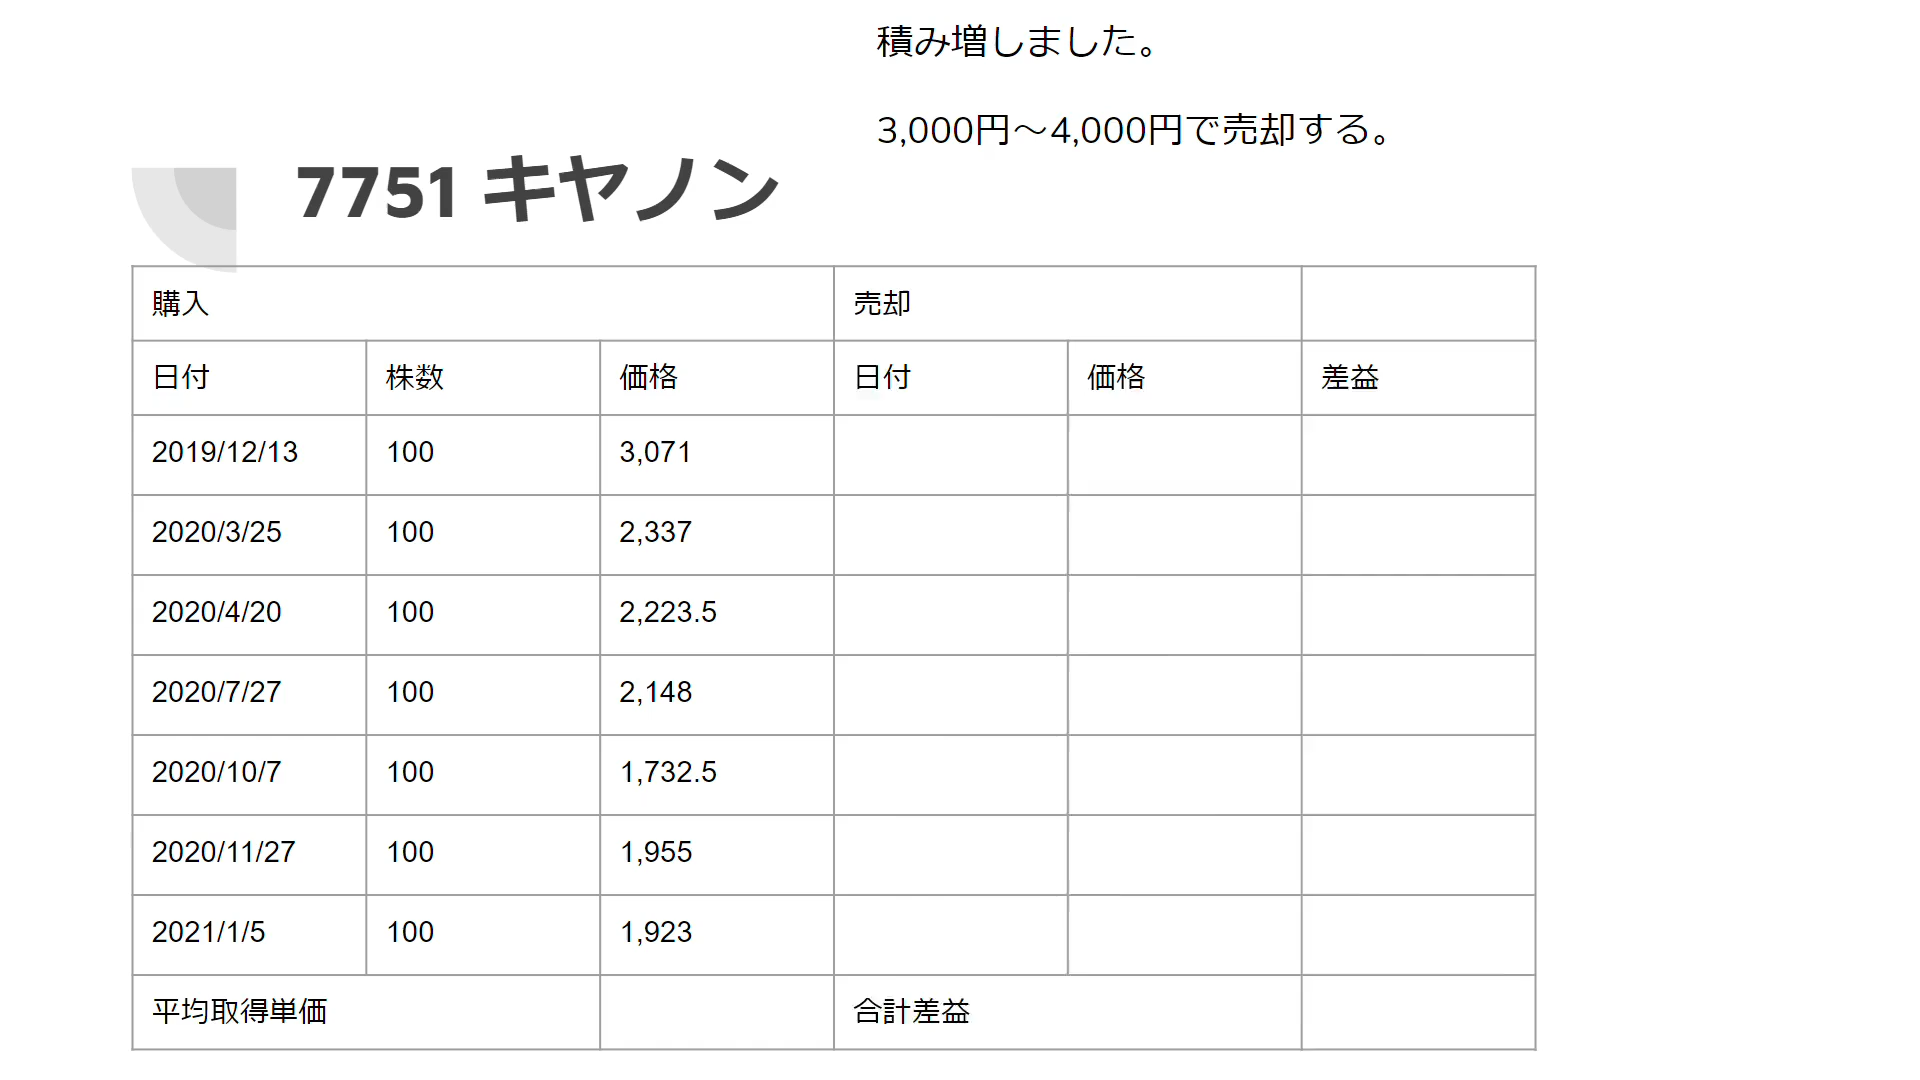 積み増しました。
3,000円～4,000円で売却する。
7751 キヤノン
購入 売却
日付 株数 価格 日付 価格 差益
2019/12/13 100 3,071
2020/3/25 100 2,337
2020/4/20 100 2,223.5
2020/7/27 100 2,148
2020/10/7 100 1,732.5
2020/11/27 100 1,955
2021/1/5 100 1,923
平均取得単価 合計差益